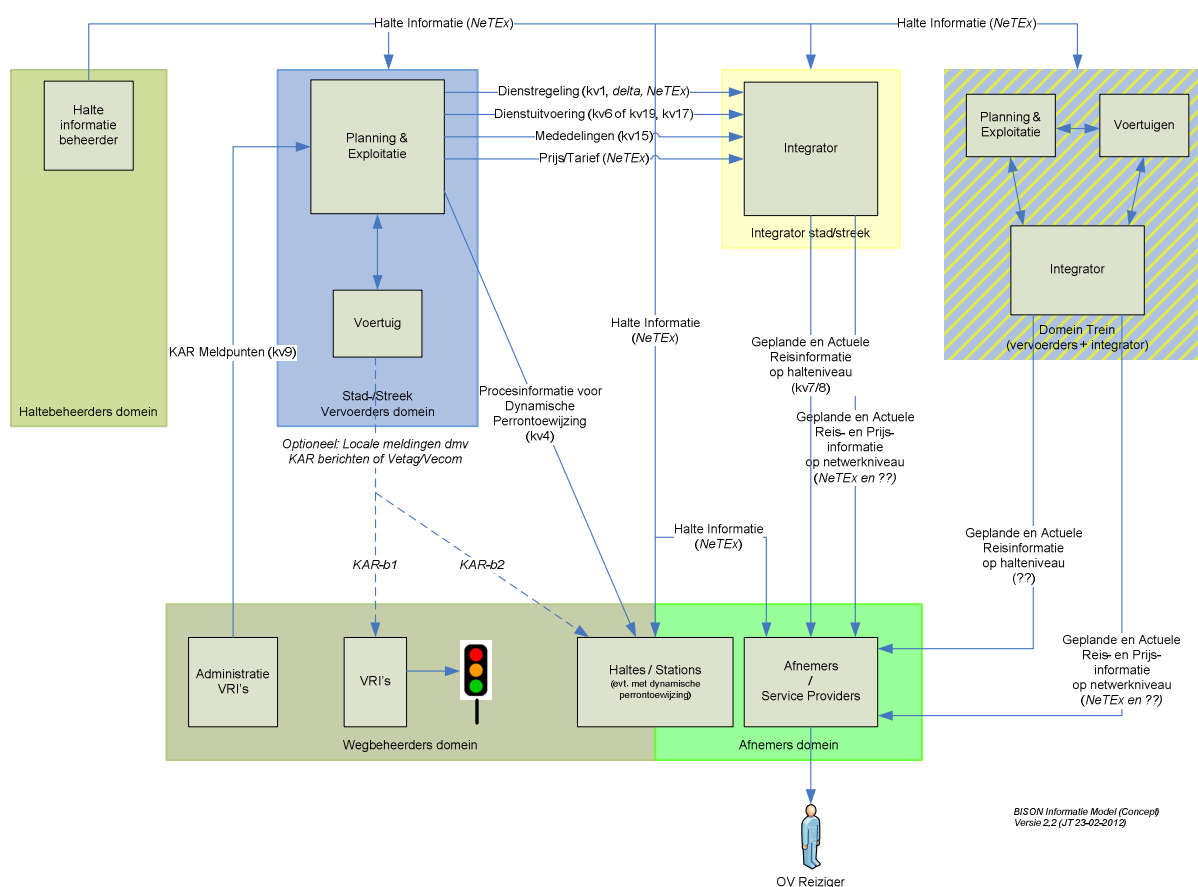 Halte Informatie (NeTEx)
Halte Informatie (NeTEx)
Halte
informatie
beheerder
Haltebeheerders domein
Planning &
Exploitatie
Voertuig
Stad-/Streek
Vervoerders domein
Dienstregeling (kv1, delta, NeTEx)
Dienstuitvoering (kv6 of kv19, kv17)
Mededelingen (kv15)
Prijs/Tarief (NeTEx)
Integrator
Integrator stad/streek
Planning &
Exploitatie
Voertuigen
Integrator
Domein Trein
(vervoerders + integrator)
KAR Meldpunten (kv9)
Halte Informatie
(NeTEx)
Geplande en Actuele
Reisinformatie
op halteniveau
(kv7/8)
Procesinformatie voor
Dynamische
Perrontoewijzing
(kv4)
Geplande en Actuele
Reis- en Prijs-
informatie
op netwerkniveau
(NeTEx en ??)
Optioneel: Locale meldingen dmv
KAR berichten of Vetag/Vecom
Halte Informatie
(NeTEx)
Geplande en Actuele
Reisinformatie
op halteniveau
(??)
KAR-b1
KAR-b2
Geplande en Actuele
Reis- en Prijs-
informatie
op netwerkniveau
(NeTEx en ??)
Administratie
VRI's
VRI's
Haltes / Stations
(evt. met dynamische
perrontoewijzing)
Afnemers
/
Service Providers
Wegbeheerders domein
Afnemers domein
BISON Informatie Model (Concept)
Versie 2.2 (JT 23-02-2012)
OV Reiziger